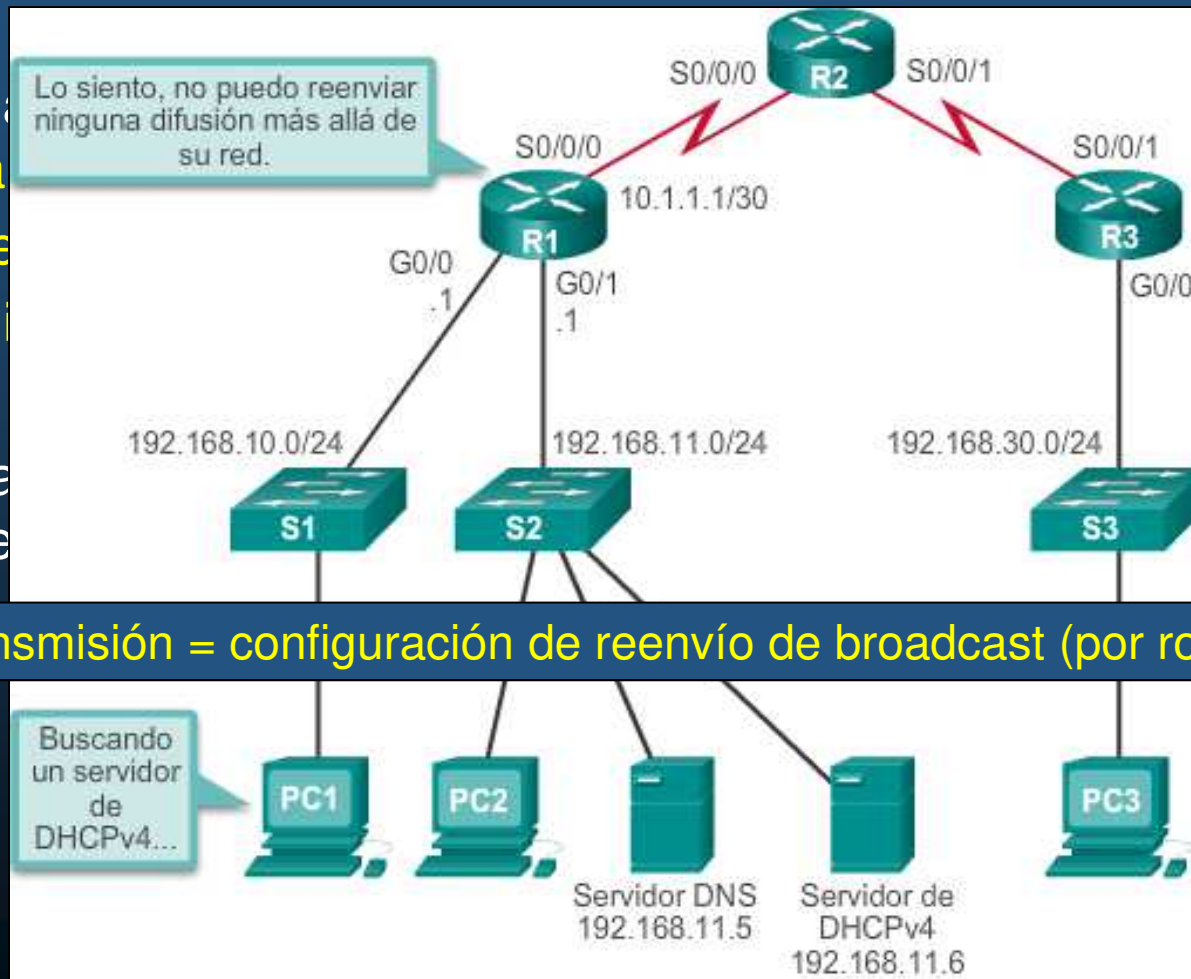 Lo siento, no puedo reenviar
ninguna difusión más allá de
su red.
S0/0/0
R2
S0/0/1
S0/0/0
S0/0/1
10.1.1.1/30
R1
R3
G0/0
.1
G0/1
.1
G0/0
192.168.10.0/24
192.168.11.0/24
192.168.30.0/24
S1
S2
S3
nsmisión = configuración de reenvío de broadcast (por ro
Buscando
un servidor
de
DHCPv4...
PC1
PC2
PC3
Servidor DNS
192.168.11.5
Servidor de
DHCPv4
192.168.11.6